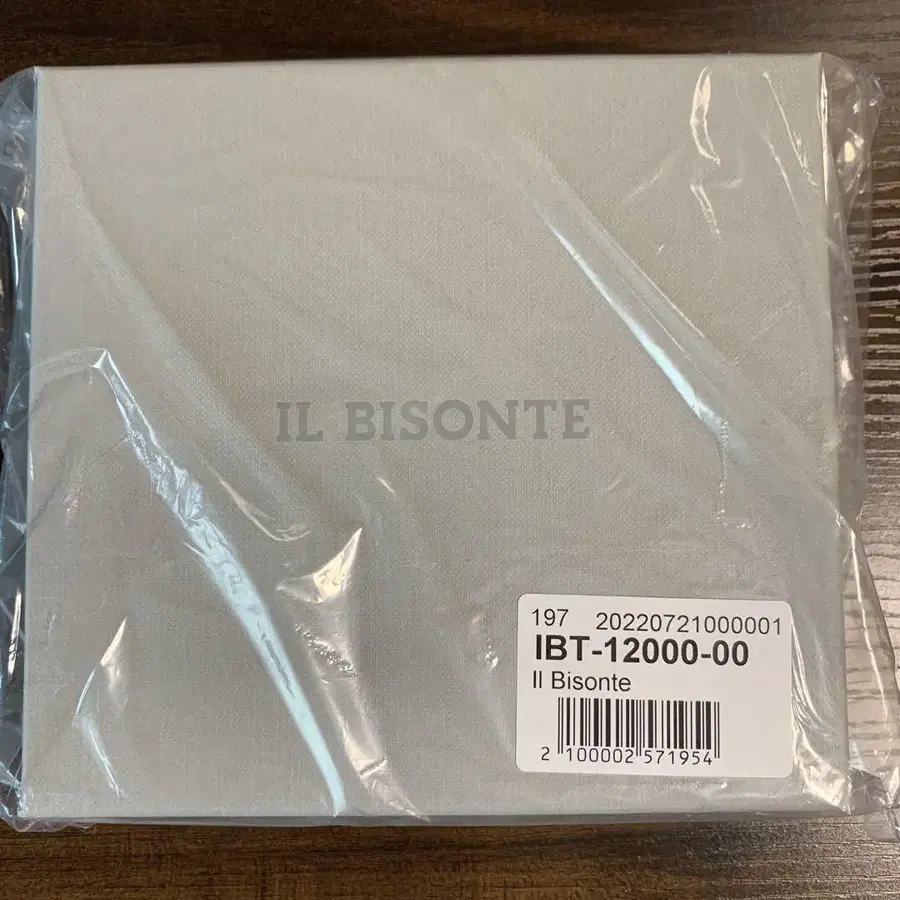 IL BISONTE
197 20220721000001
IBT-12000-00
Il Bisonte
2 100002 571954